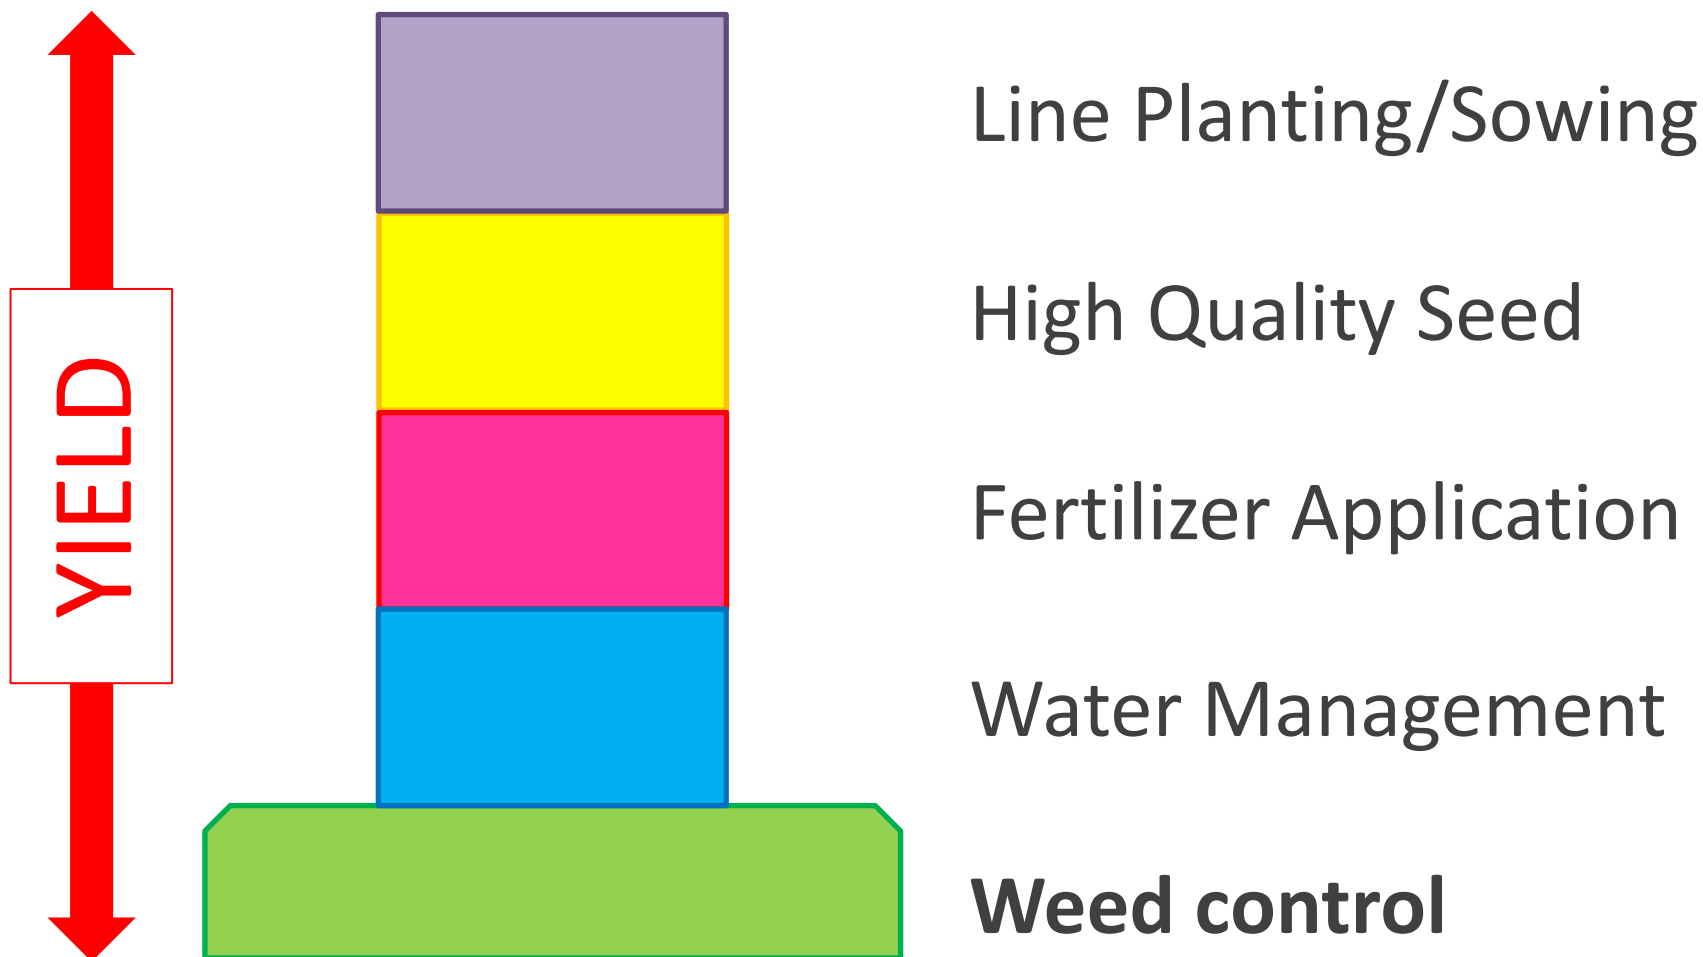 YIELD
Line Planting/Sowing
High Quality Seed
Fertilizer Application
Water Management
Weed control